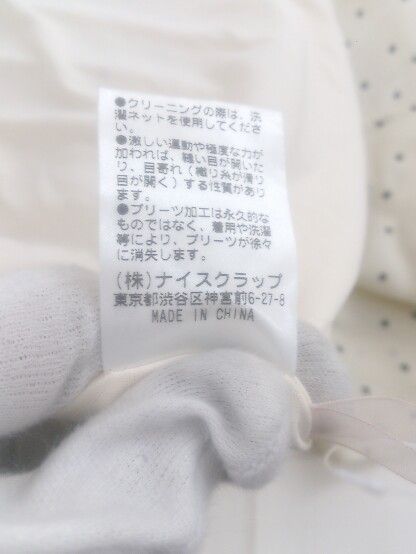 ●クリーニングの際は、洗
濯ネットを使用してくださ
い。
●激しい運動や極度な力が
加われば、縫い目が開いた
り、目寄れ（織り糸が滑り
目が開く）する性質があり
ます。
●プリーツ加工は永久的な
ものではなく、着用や洗濯
等により、プリーツが徐々
に消失します。
(株)ナイスクラップ
東京都渋谷区神宮前6-27-8
MADE IN CHINA